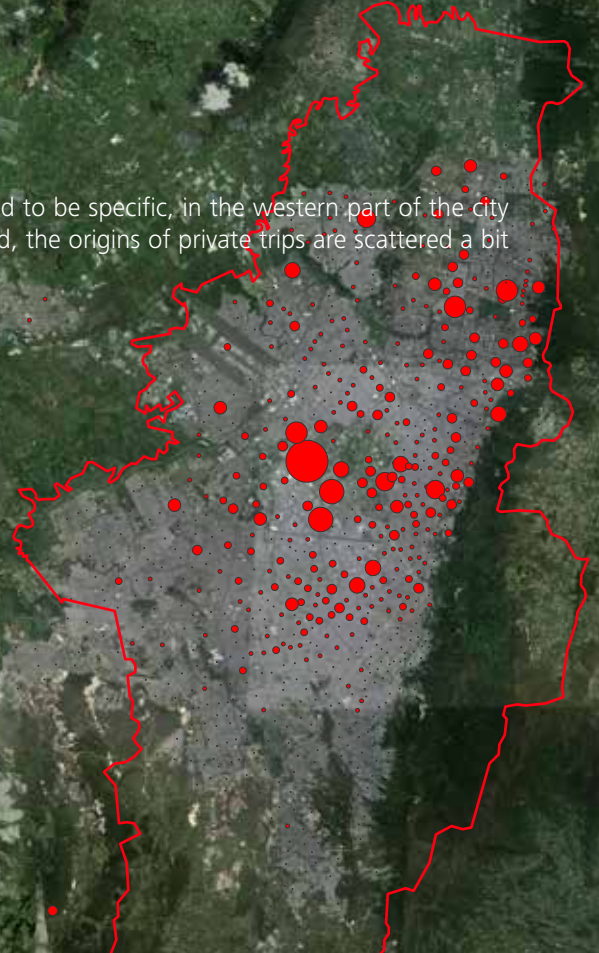 d to be specific, in the western part of the city
d, the origins of private trips are scattered a bit